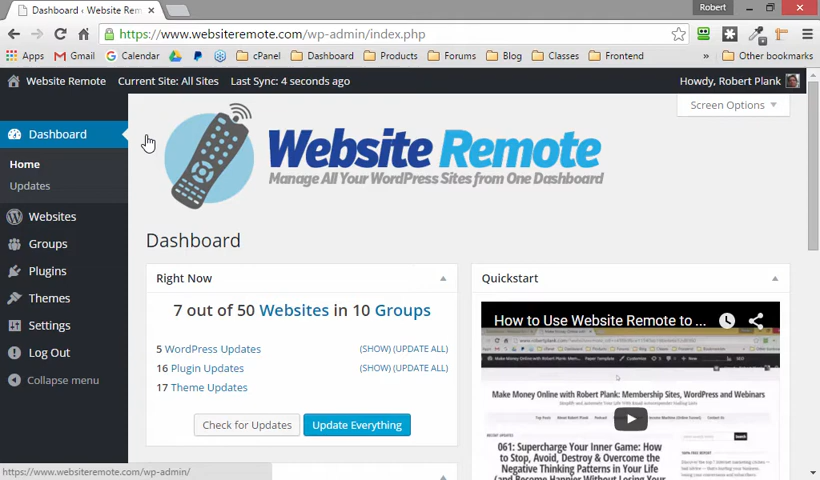 Dashboard ‹ Website Rem
Robert
https://www.websiteremote.com/wp-admin/index.php
Apps
Gmail
Calendar
cPanel
Dashboard
Products
Forums
Blog
Classes
Frontend
»
Other bookmarks
Website Remote
Current Site: All Sites
Last Sync: 4 seconds ago
Howdy, Robert Plank
Screen Options
Dashboard
Home
Updates
Websites
Groups
Plugins
Themes
Settings
Log Out
Collapse menu
Website Remote
Manage All Your WordPress Sites from One Dashboard
Dashboard
Right Now
7 out of 50 Websites in 10 Groups
5 WordPress Updates (SHOW) (UPDATE ALL)
16 Plugin Updates (SHOW) (UPDATE ALL)
17 Theme Updates
Check for Updates
Update Everything
Quickstart
How to Use Website Remote to ...
Make Money Online with Robert Plank: Membership Sites, WordPress and Webinars
061: Supercharge Your Inner Game: How
to Stop, Avoid, Destroy & Overcome the
Negative Thinking Patterns in Your Life
(and Become Happier Without Losing Your
https://www.websiteremote.com/wp-admin/